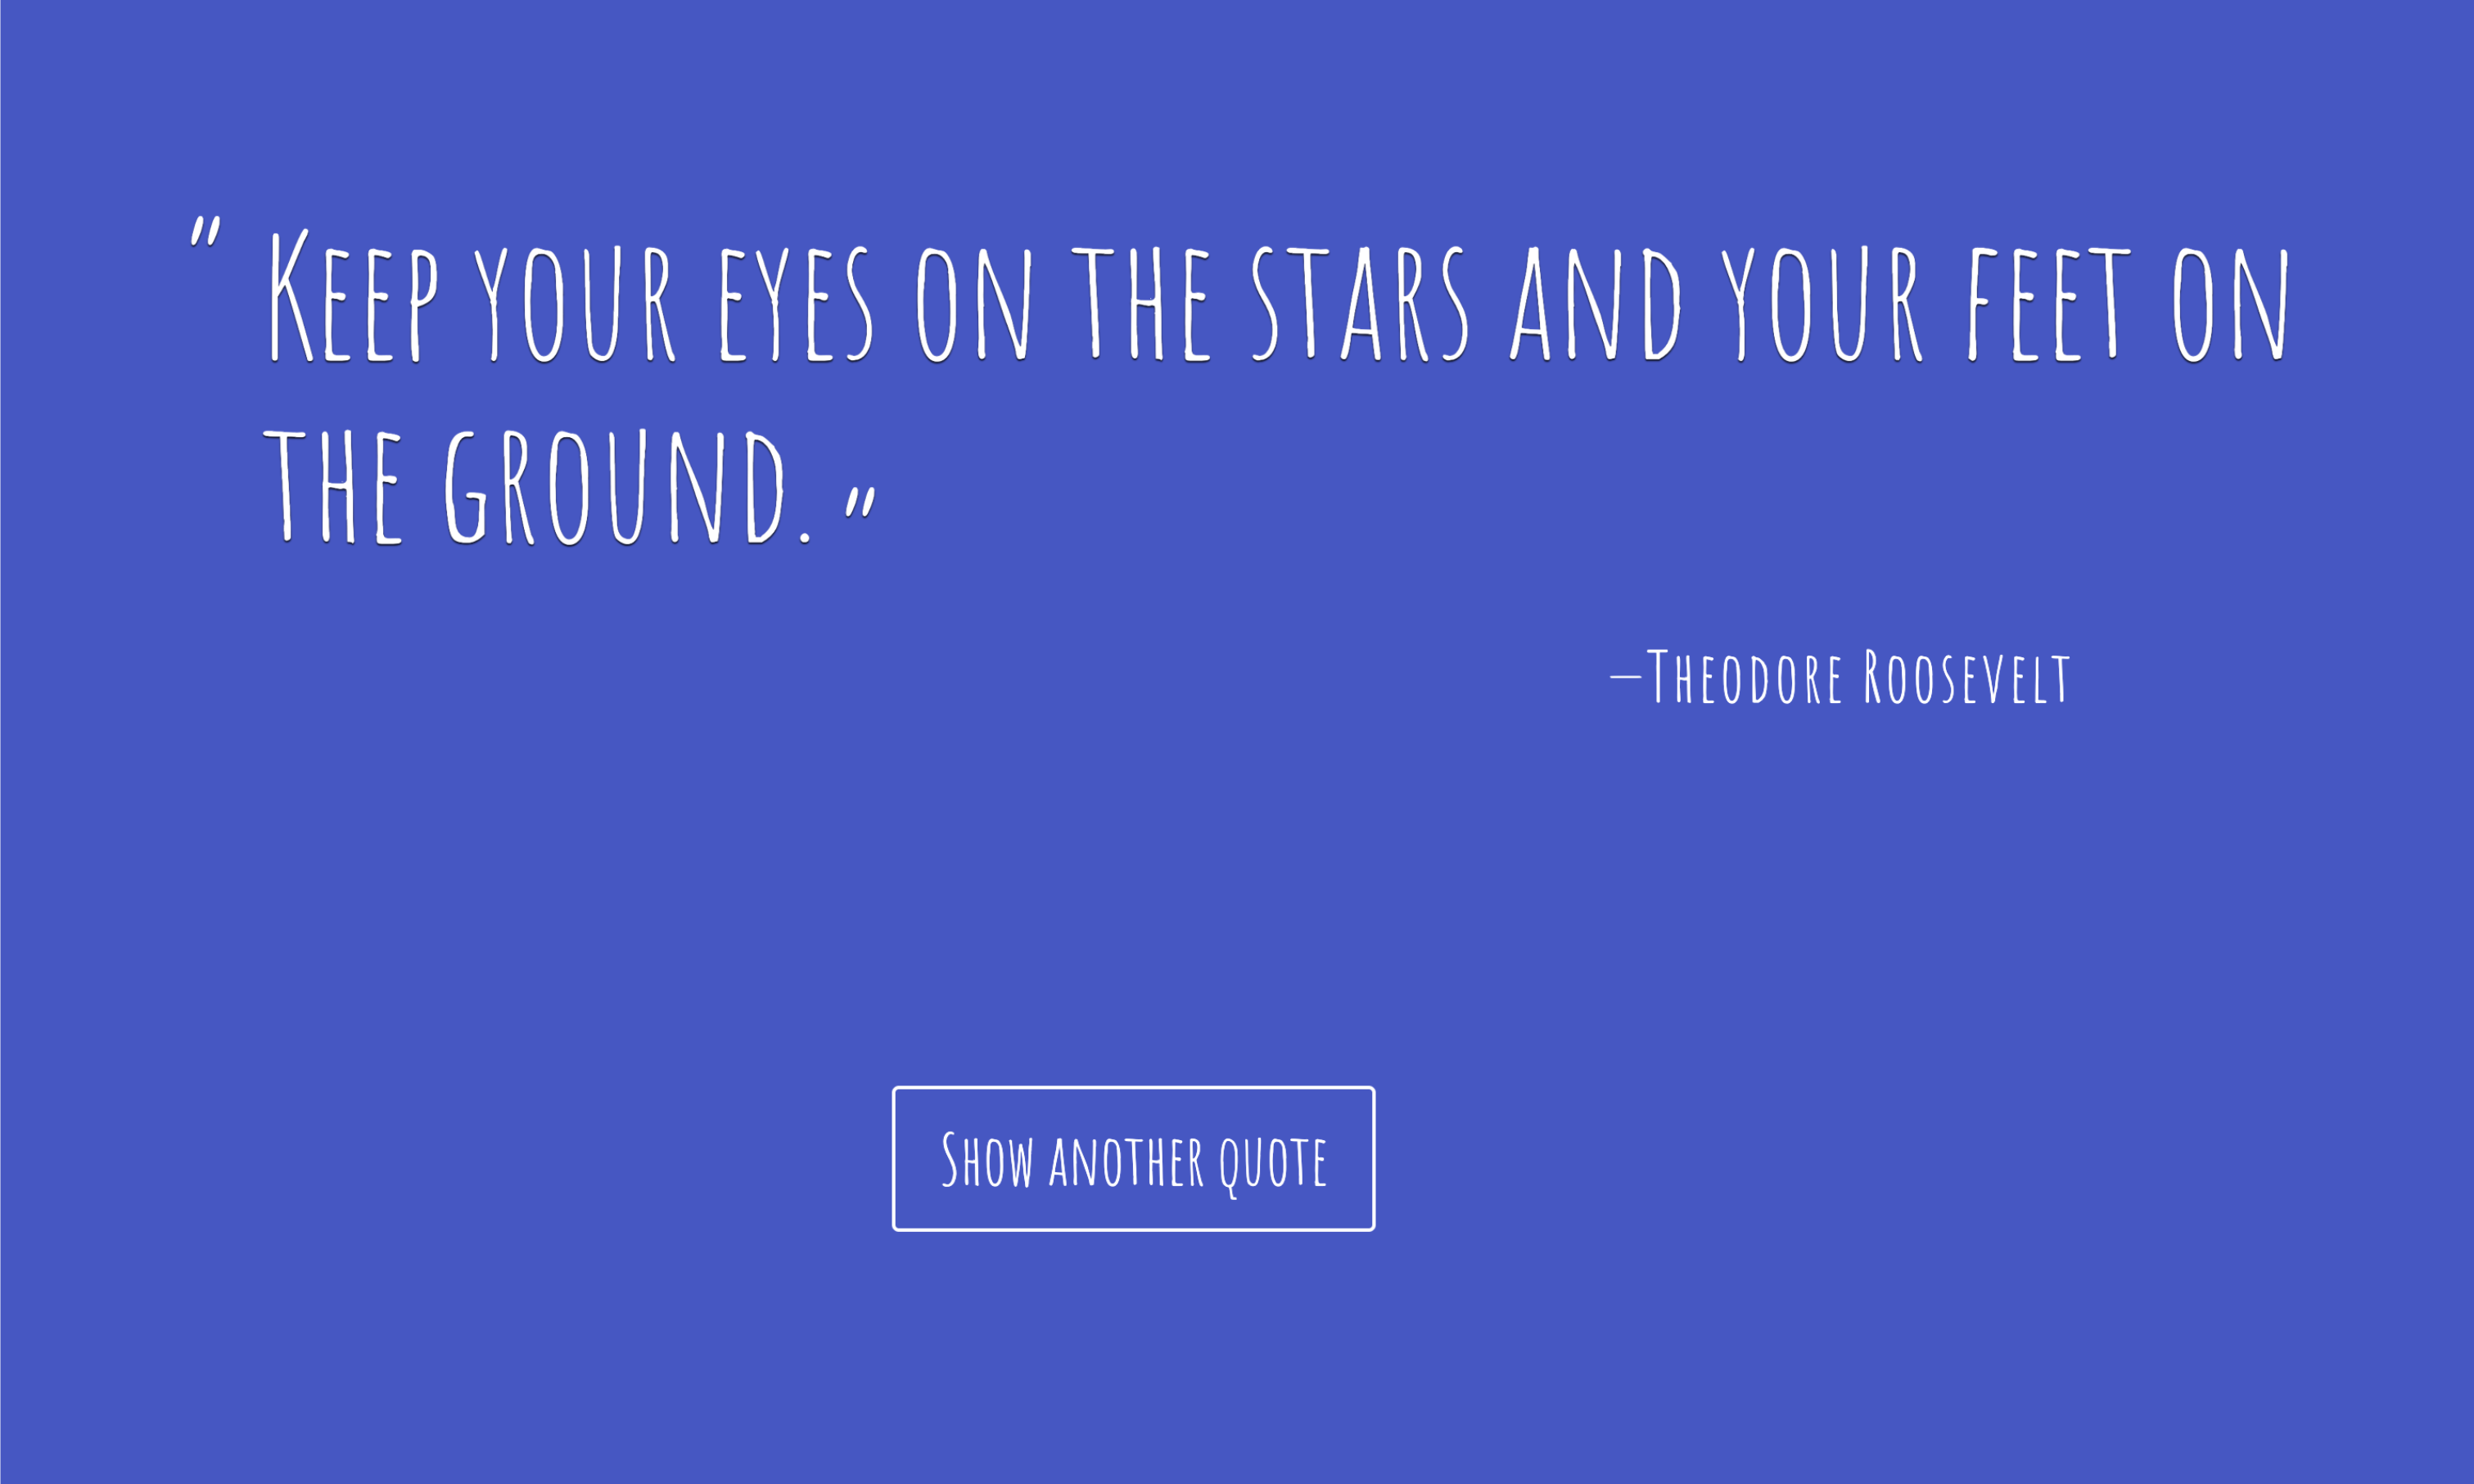 " Keep your eyes on the stars and your feet on
the ground. "
—Theodore Roosevelt
Show another quote